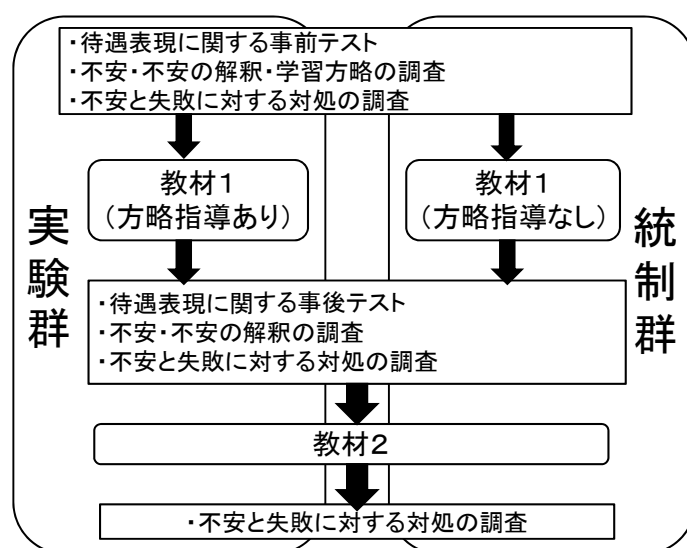 ・待遇表現に関する事前テスト
・不安・不安の解釈・学習方略の調査
・不安と失敗に対する対処の調査
教材１
（方略指導あり）
教材１
（方略指導なし）
実験群
統制群
・待遇表現に関する事後テスト
・不安・不安の解釈の調査
・不安と失敗に対する対処の調査
教材２
・不安と失敗に対する対処の調査